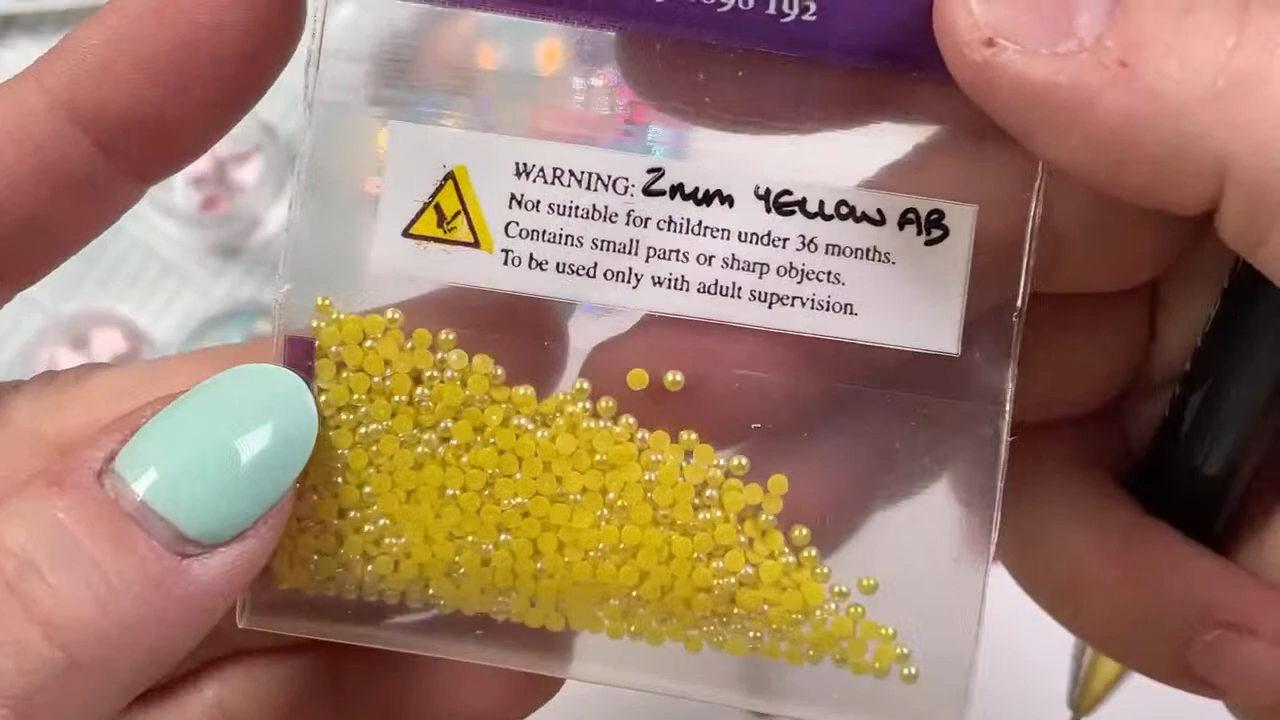 192
WARNING: 2mm YELLOW AB
Not suitable for children under 36 months.
Contains small parts or sharp objects.
To be used only with adult supervision.